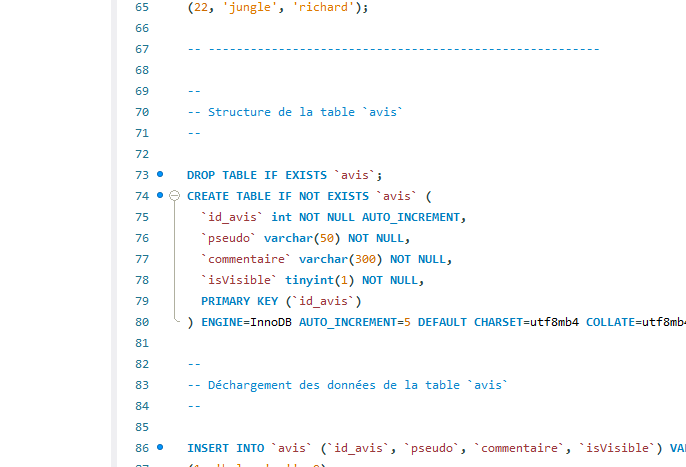 65 (22, 'jungle', 'richard');
66
67 -- --------------------------------------------------------
68
69 --
70 -- Structure de la table `avis`
71 --
72
73 DROP TABLE IF EXISTS `avis`;
74 CREATE TABLE IF NOT EXISTS `avis` (
75 `id_avis` int NOT NULL AUTO_INCREMENT,
76 `pseudo` varchar(50) NOT NULL,
77 `commentaire` varchar(300) NOT NULL,
78 `isVisible` tinyint(1) NOT NULL,
79 PRIMARY KEY (`id_avis`)
80 ) ENGINE=InnoDB AUTO_INCREMENT=5 DEFAULT CHARSET=utf8mb4 COLLATE=utf8mb4
81
82 --
83 -- Déchargement des données de la table `avis`
84 --
85
86 INSERT INTO `avis` (`id_avis`, `pseudo`, `commentaire`, `isVisible`) VA